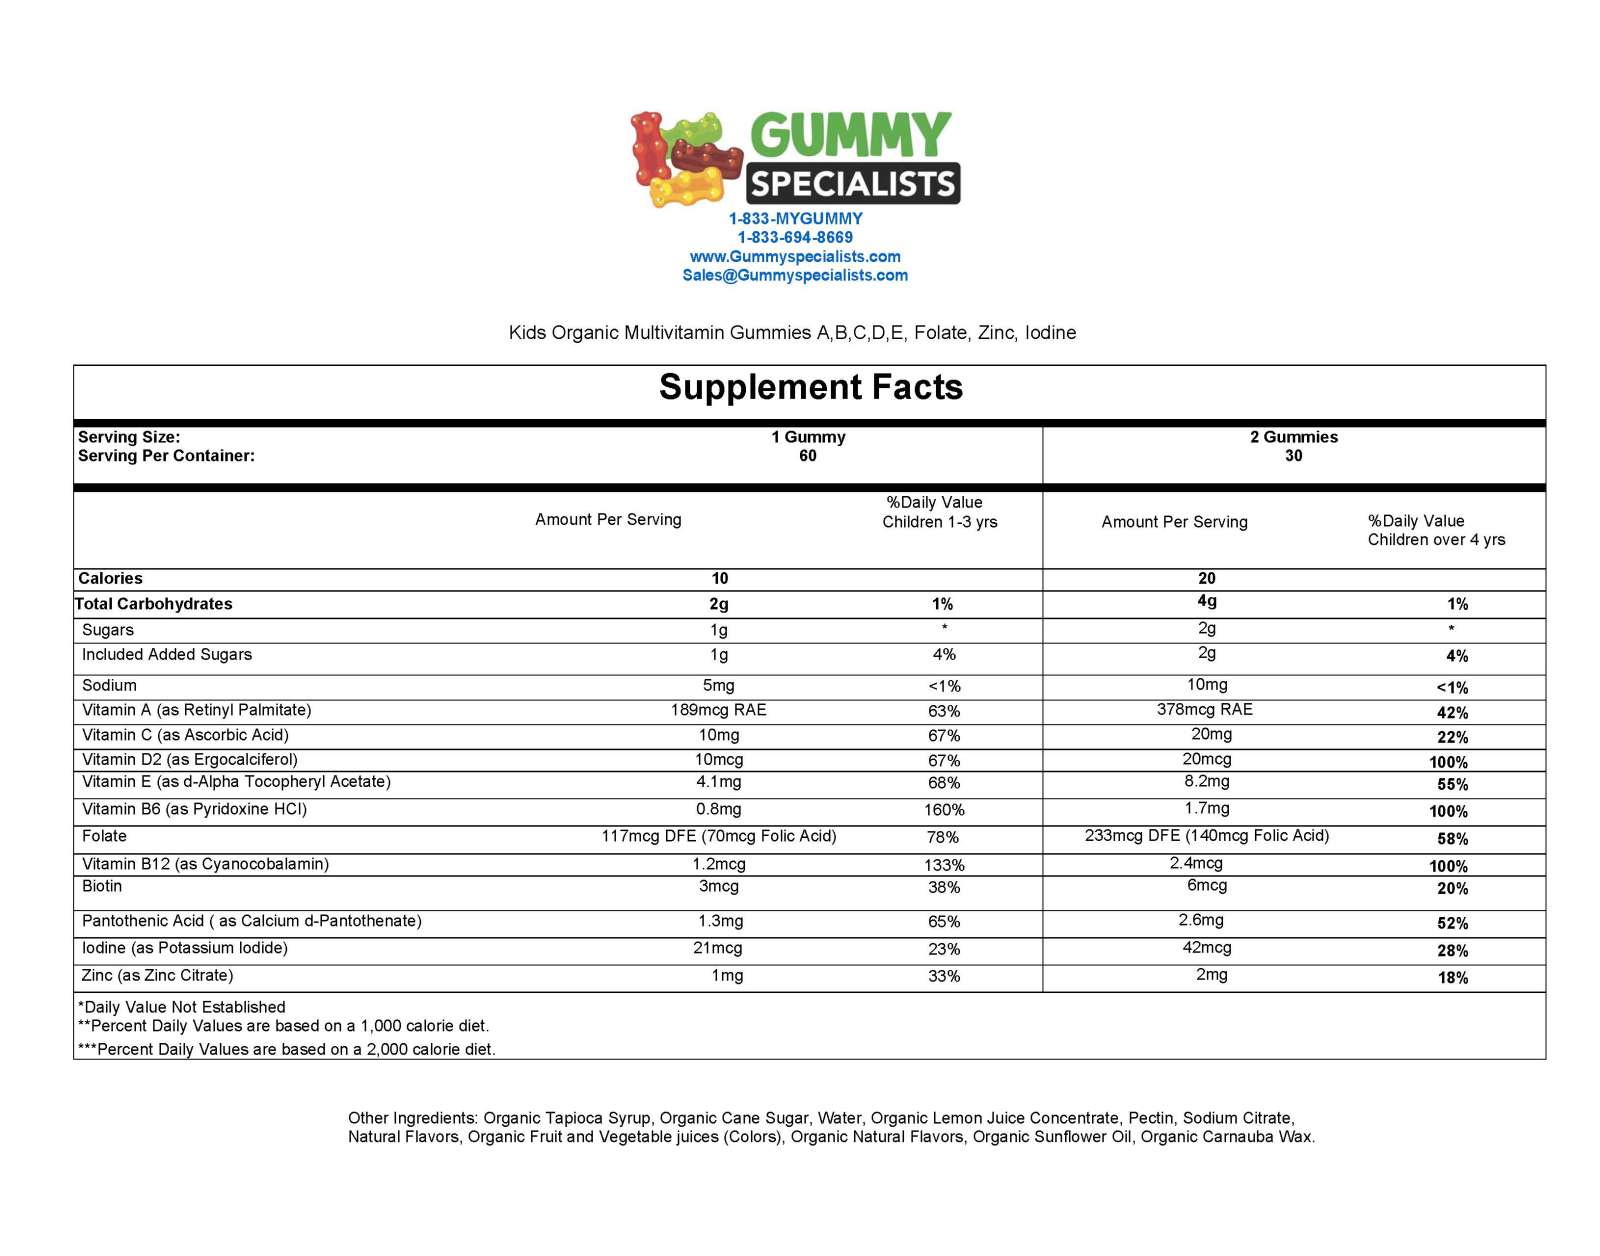 GUMMY
SPECIALISTS
1-833-MYGUMMY
1-833-694-8669
www.Gummyspecialists.com
Sales@Gummyspecialists.com
Kids Organic Multivitamin Gummies A,B,C,D,E, Folate, Zinc, Iodine
Supplement Facts
Serving Size: 1 Gummy 2 Gummies
Serving Per Container: 60 30
Amount Per Serving %Daily Value Children 1-3 yrs Amount Per Serving %Daily Value Children over 4 yrs
Calories 10 20
Total Carbohydrates 2g 1% 4g 1%
Sugars 1g * 2g *
Included Added Sugars 1g 4% 2g 4%
Sodium 5mg <1% 10mg <1%
Vitamin A (as Retinyl Palmitate) 189mcg RAE 63% 378mcg RAE 42%
Vitamin C (as Ascorbic Acid) 10mg 67% 20mg 22%
Vitamin D2 (as Ergocalciferol) 10mcg 67% 20mcg 100%
Vitamin E (as d-Alpha Tocopheryl Acetate) 4.1mg 68% 8.2mg 55%
Vitamin B6 (as Pyridoxine HCl) 0.8mg 160% 1.7mg 100%
Folate 117mcg DFE (70mcg Folic Acid) 78% 233mcg DFE (140mcg Folic Acid) 58%
Vitamin B12 (as Cyanocobalamin) 1.2mcg 133% 2.4mcg 100%
Biotin 3mcg 38% 6mcg 20%
Pantothenic Acid ( as Calcium d-Pantothenate) 1.3mg 65% 2.6mg 52%
Iodine (as Potassium Iodide) 21mcg 23% 42mcg 28%
Zinc (as Zinc Citrate) 1mg 33% 2mg 18%
*Daily Value Not Established
**Percent Daily Values are based on a 1,000 calorie diet.
***Percent Daily Values are based on a 2,000 calorie diet.
Other Ingredients: Organic Tapioca Syrup, Organic Cane Sugar, Water, Organic Lemon Juice Concentrate, Pectin, Sodium Citrate,
Natural Flavors, Organic Fruit and Vegetable juices (Colors), Organic Natural Flavors, Organic Sunflower Oil, Organic Carnauba Wax.